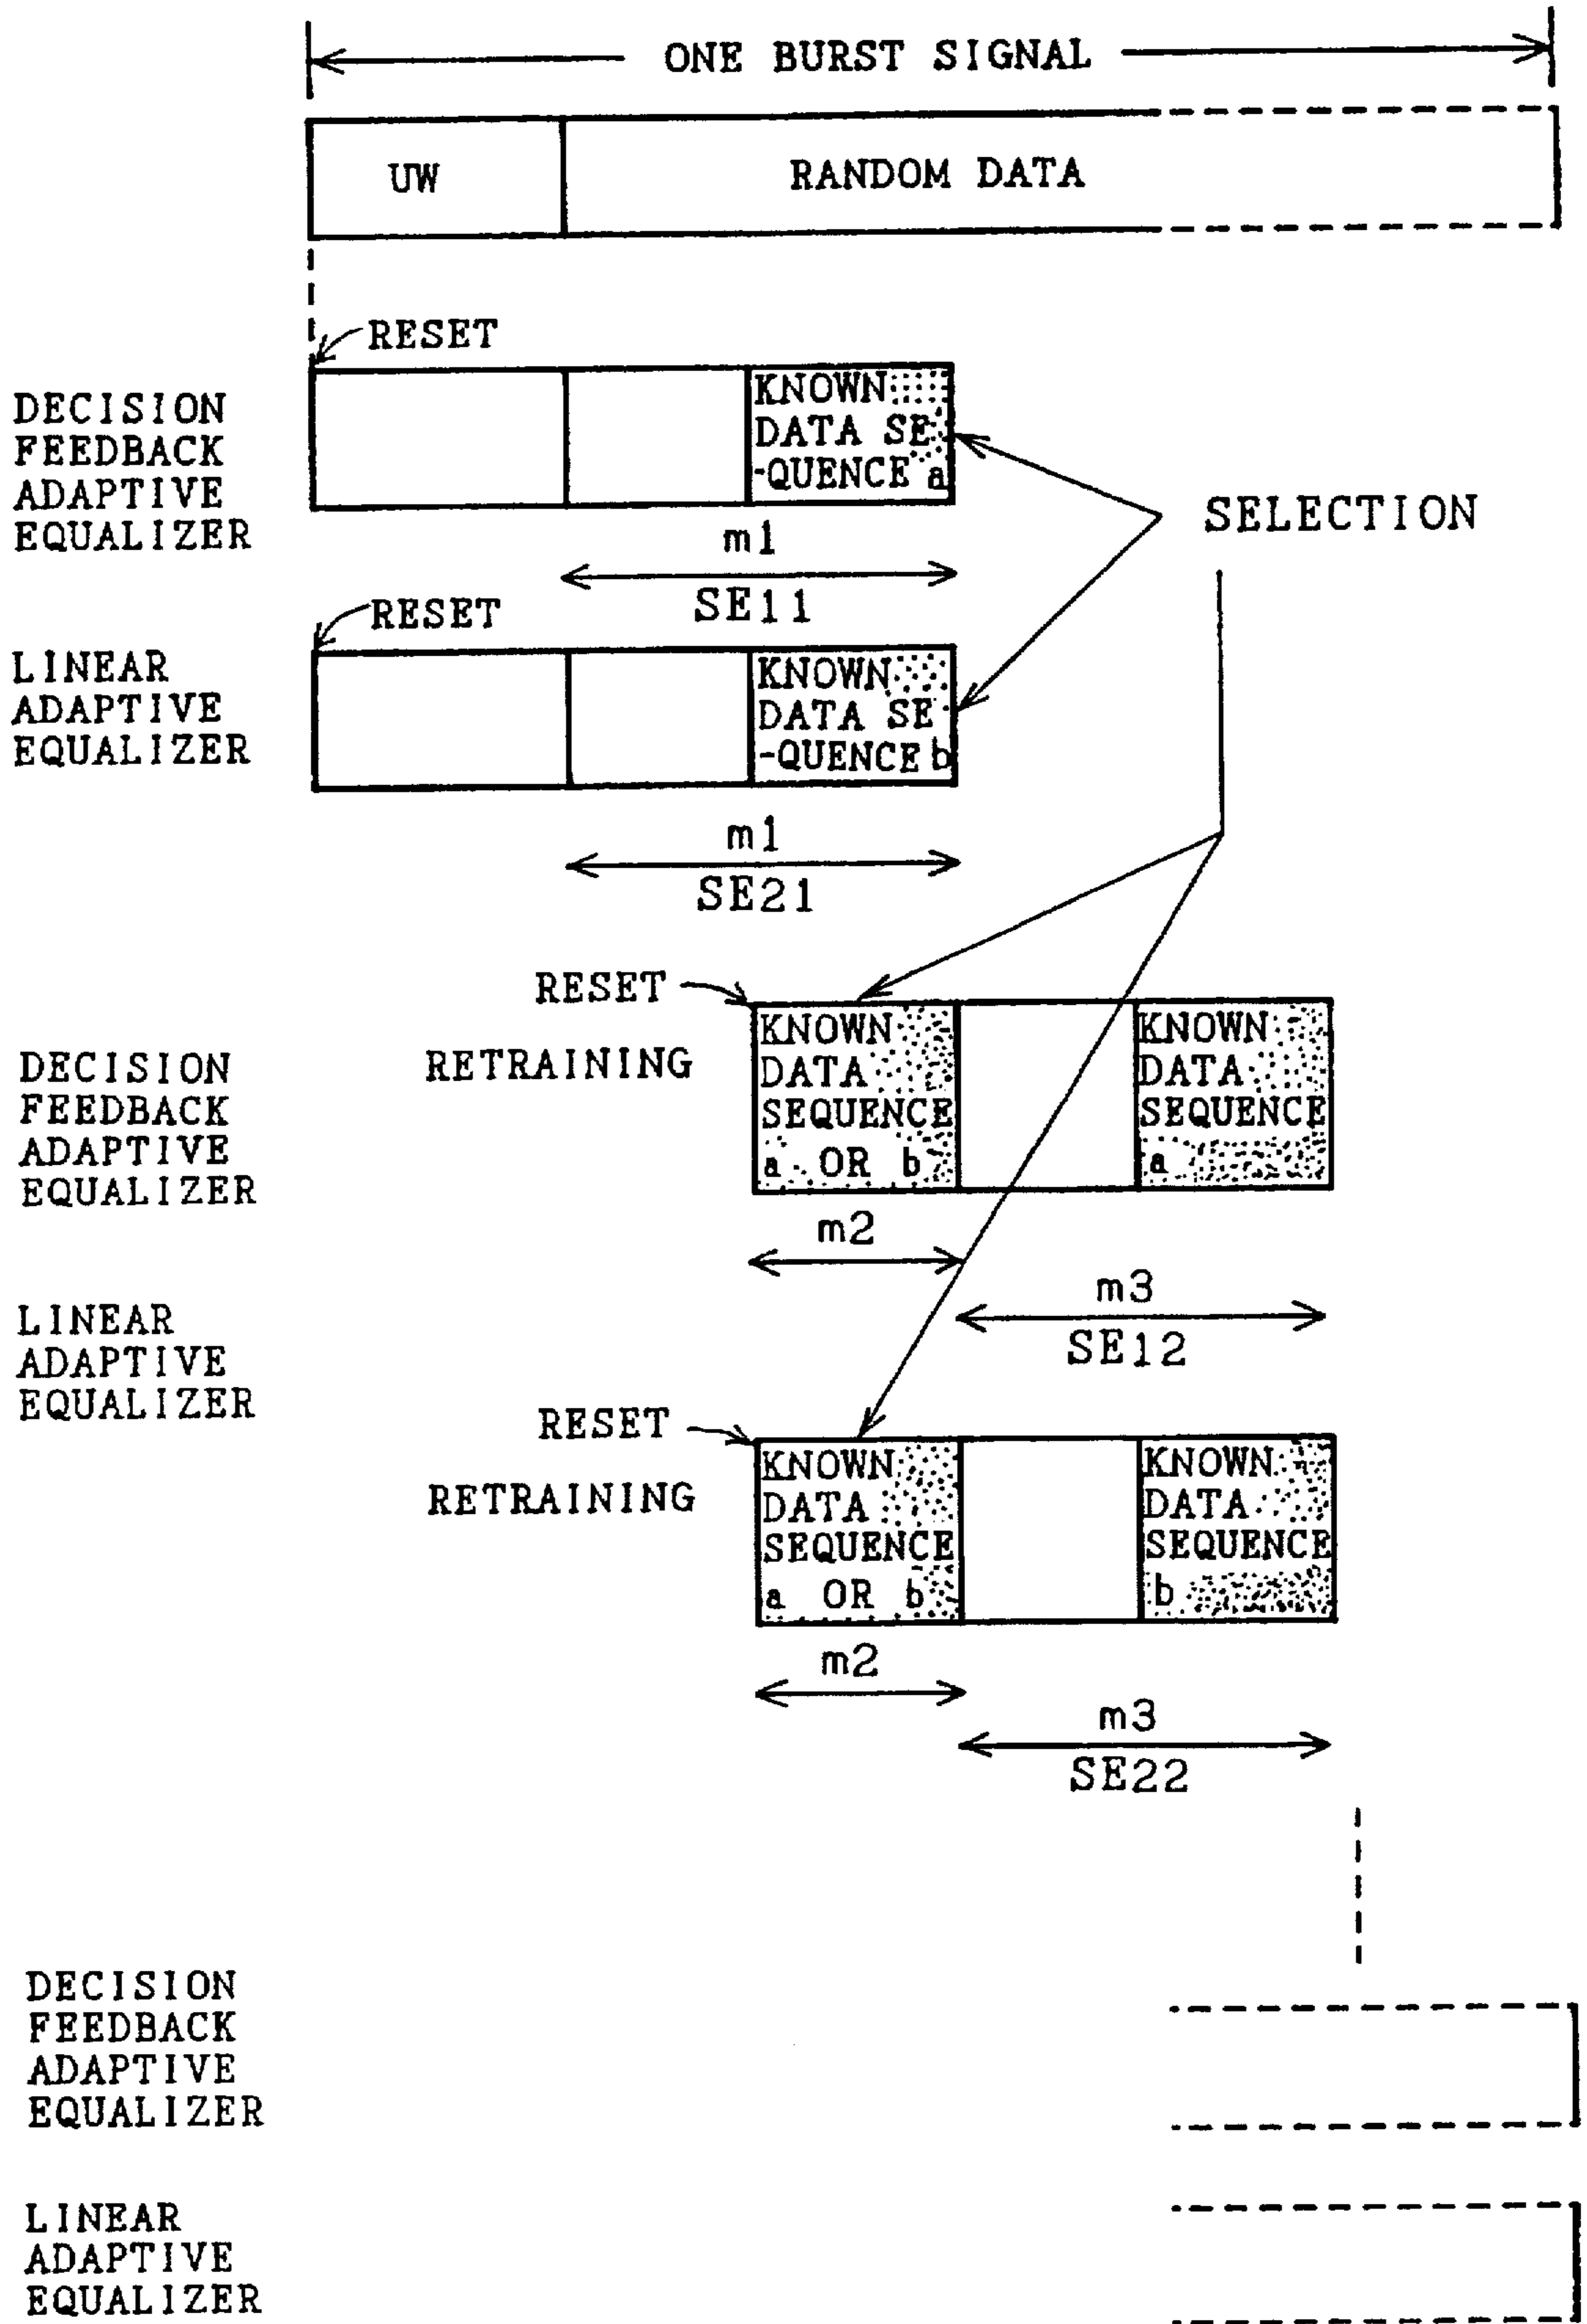 ONE BURST SIGNAL
UW
RANDOM DATA
RESET
DECISION
FEEDBACK
ADAPTIVE
EQUALIZER
KNOWN
DATA SE
-QUENCE a
SELECTION
m1
SE11
RESET
LINEAR
ADAPTIVE
EQUALIZER
KNOWN
DATA SE
-QUENCE b
m1
SE21
RESET
RETRAINING
DECISION
FEEDBACK
ADAPTIVE
EQUALIZER
KNOWN
DATA
SEQUENCE
a OR b
KNOWN
DATA
SEQUENCE
a
m2
m3
SE12
LINEAR
ADAPTIVE
EQUALIZER
RESET
RETRAINING
KNOWN
DATA
SEQUENCE
a OR b
KNOWN
DATA
SEQUENCE
b
m2
m3
SE22
DECISION
FEEDBACK
ADAPTIVE
EQUALIZER
LINEAR
ADAPTIVE
EQUALIZER